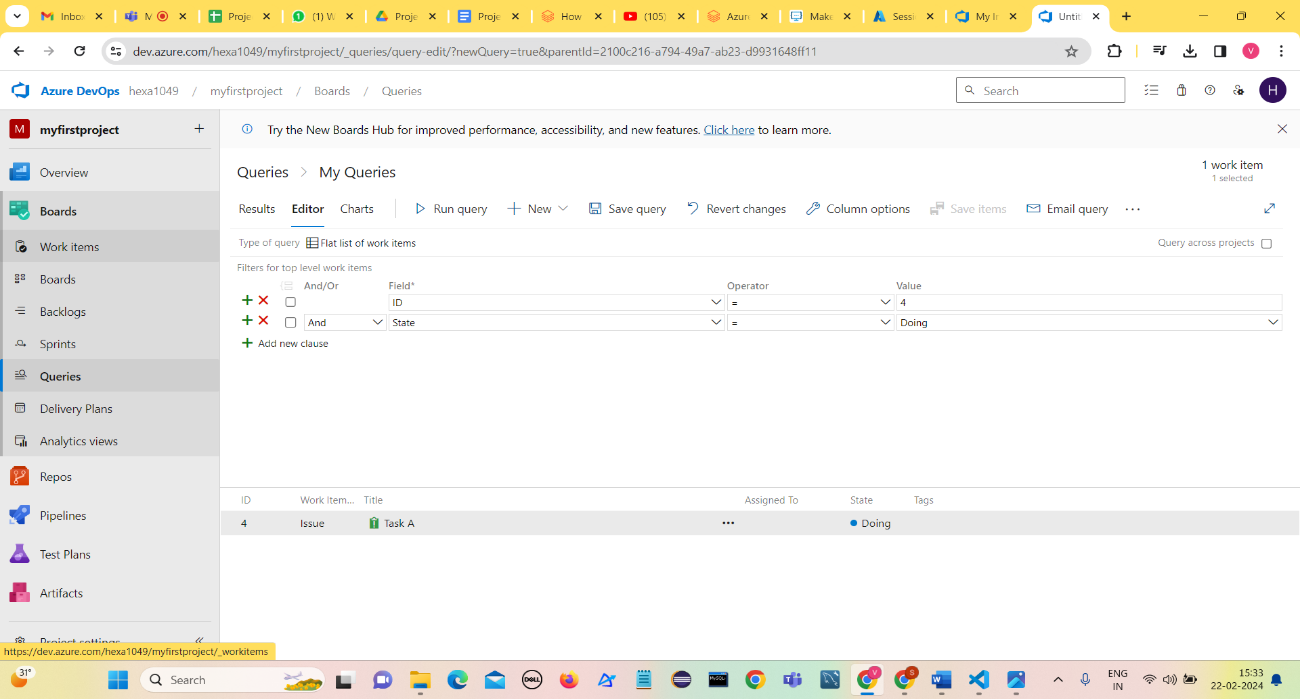 Inbo
M
Proje
(1) W
Proje
Proje
How
(105)
Azur
Make
Sessi
My In
Untit
dev.azure.com/hexa1049/myfirstproject/_queries/query-edit/?newQuery=true&parentId=2100c216-a794-49a7-ab23-d9931648ff11
V
Azure DevOps hexa1049 / myfirstproject / Boards / Queries
Search
H
M myfirstproject +
Try the New Boards Hub for improved performance, accessibility, and new features. Click here to learn more.
Overview
Boards
Work items
Boards
Backlogs
Sprints
Queries
Delivery Plans
Analytics views
Repos
Pipelines
Test Plans
Artifacts
Project settings
Queries > My Queries
1 work item
1 selected
Results Editor Charts Run query New Save query Revert changes Column options Save items Email query ...
Type of query Flat list of work items
Query across projects
Filters for top level work items
And/Or Field* Operator Value
ID = 4
And State = Doing
+ Add new clause
ID Work Item... Title Assigned To State Tags
4 Issue Task A ... Doing
https://dev.azure.com/hexa1049/myfirstproject/_workitems
31°
Search
DELL
V
S
ENG
IN
15:33
22-02-2024